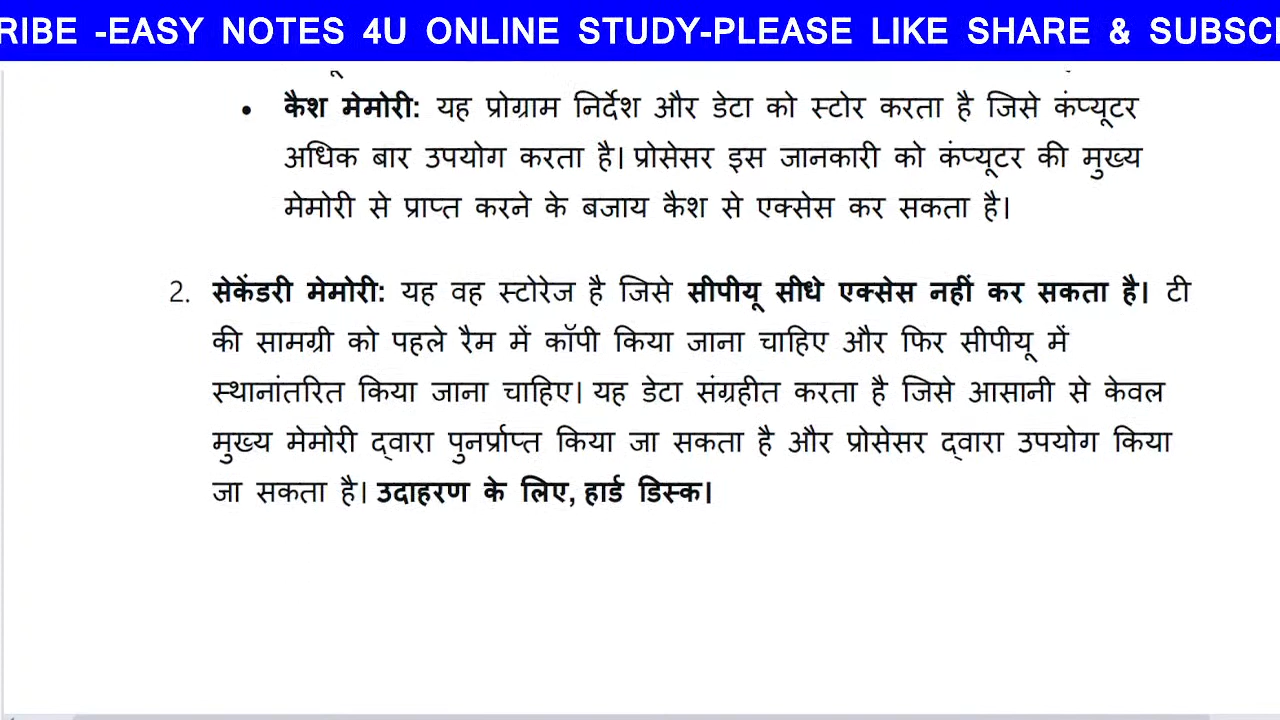 RIBE -EASY NOTES 4U ONLINE STUDY-PLEASE LIKE SHARE & SUBSC
• कैश मेमोरी: यह प्रोग्राम निर्देश और डेटा को स्टोर करता है जिसे कंप्यूटर
अधिक बार उपयोग करता है। प्रोसेसर इस जानकारी को कंप्यूटर की मुख्य
मेमोरी से प्राप्त करने के बजाय कैश से एक्सेस कर सकता है।
2. सेकेंडरी मेमोरी: यह वह स्टोरेज है जिसे सीपीयू सीधे एक्सेस नहीं कर सकता है। टी
की सामग्री को पहले रैम में कॉपी किया जाना चाहिए और फिर सीपीयू में
स्थानांतरित किया जाना चाहिए। यह डेटा संग्रहीत करता है जिसे आसानी से केवल
मुख्य मेमोरी द्वारा पुनर्प्राप्त किया जा सकता है और प्रोसेसर द्वारा उपयोग किया
जा सकता है। उदाहरण के लिए, हार्ड डिस्क।